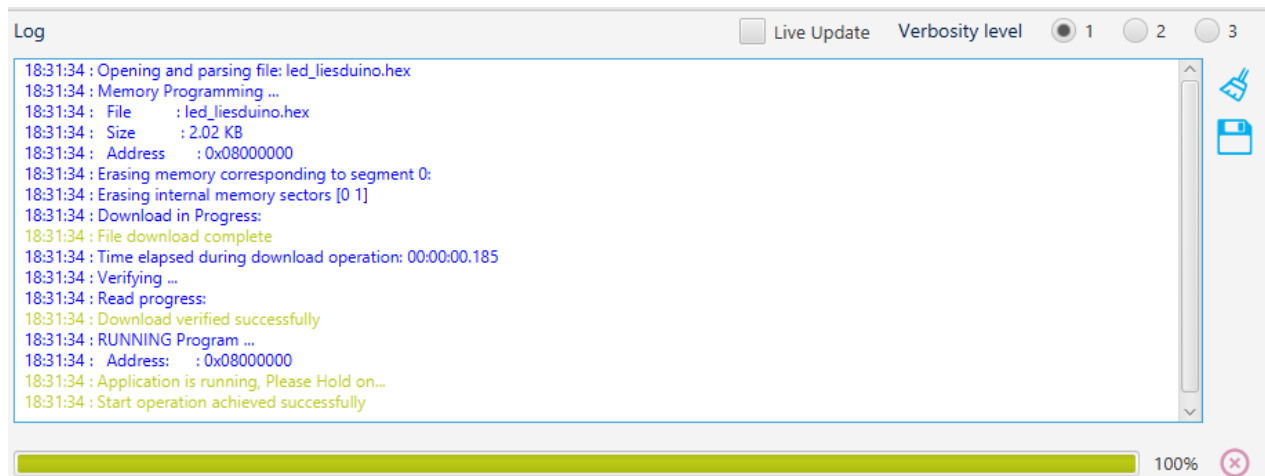 Log Live Update Verbosity level 1 2 3
18:31:34 : Opening and parsing file: led_liesduino.hex
18:31:34 : Memory Programming ...
18:31:34 : File : led_liesduino.hex
18:31:34 : Size : 2.02 KB
18:31:34 : Address : 0x08000000
18:31:34 : Erasing memory corresponding to segment 0:
18:31:34 : Erasing internal memory sectors [0 1]
18:31:34 : Download in Progress:
18:31:34 : File download complete
18:31:34 : Time elapsed during download operation: 00:00:00.185
18:31:34 : Verifying ...
18:31:34 : Read progress:
18:31:34 : Download verified successfully
18:31:34 : RUNNING Program ...
18:31:34 : Address: : 0x08000000
18:31:34 : Application is running, Please Hold on...
18:31:34 : Start operation achieved successfully
100%